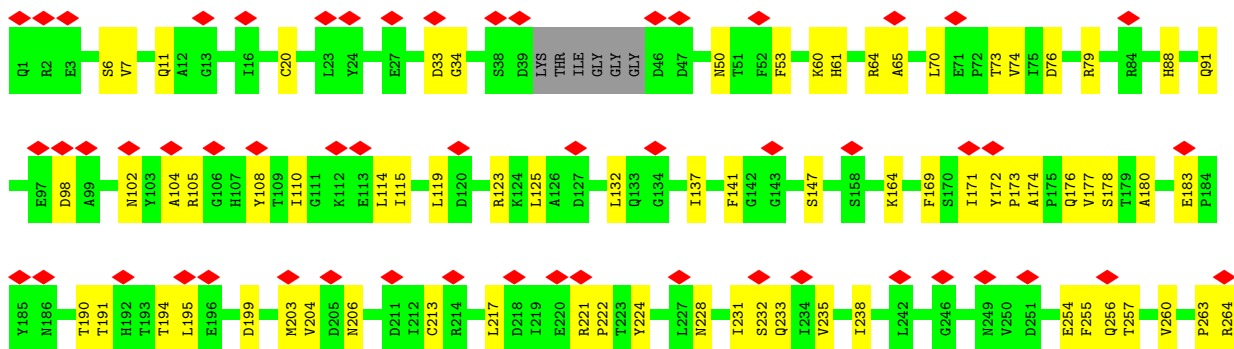 Q1 R2 E3 S6 V7 Q11 A12 G13 I16 C20 L23 Y24 E27 D33 G34 S38 D39 LYS THR ILE GLY GLY GLY D46 D47 N50 T51 F52 F53 K60 H61 R64 A65 L70 E71 P72 T73 V74 I75 D76 R79 R84 H88 Q91
E97 D98 A99 N102 Y103 A104 R105 G106 H107 Y108 T109 I110 G111 K112 E113 L114 I115 L119 D120 R123 K124 L125 A126 D127 L132 Q133 G134 I137 F141 G142 G143 S147 S158 K164 F169 S170 I171 Y172 P173 A174 P175 Q176 V177 S178 T179 A180 E183 P184
Y185 N186 T190 T191 H192 T193 T194 L195 E196 D199 M203 V204 D205 N206 D211 I212 C213 R214 L217 D218 I219 E220 R221 P222 T223 Y224 L227 N228 I231 S232 Q233 I234 V235 I238 L242 G246 N249 V250 D251 E254 F255 Q256 T257 V260 P263 R264